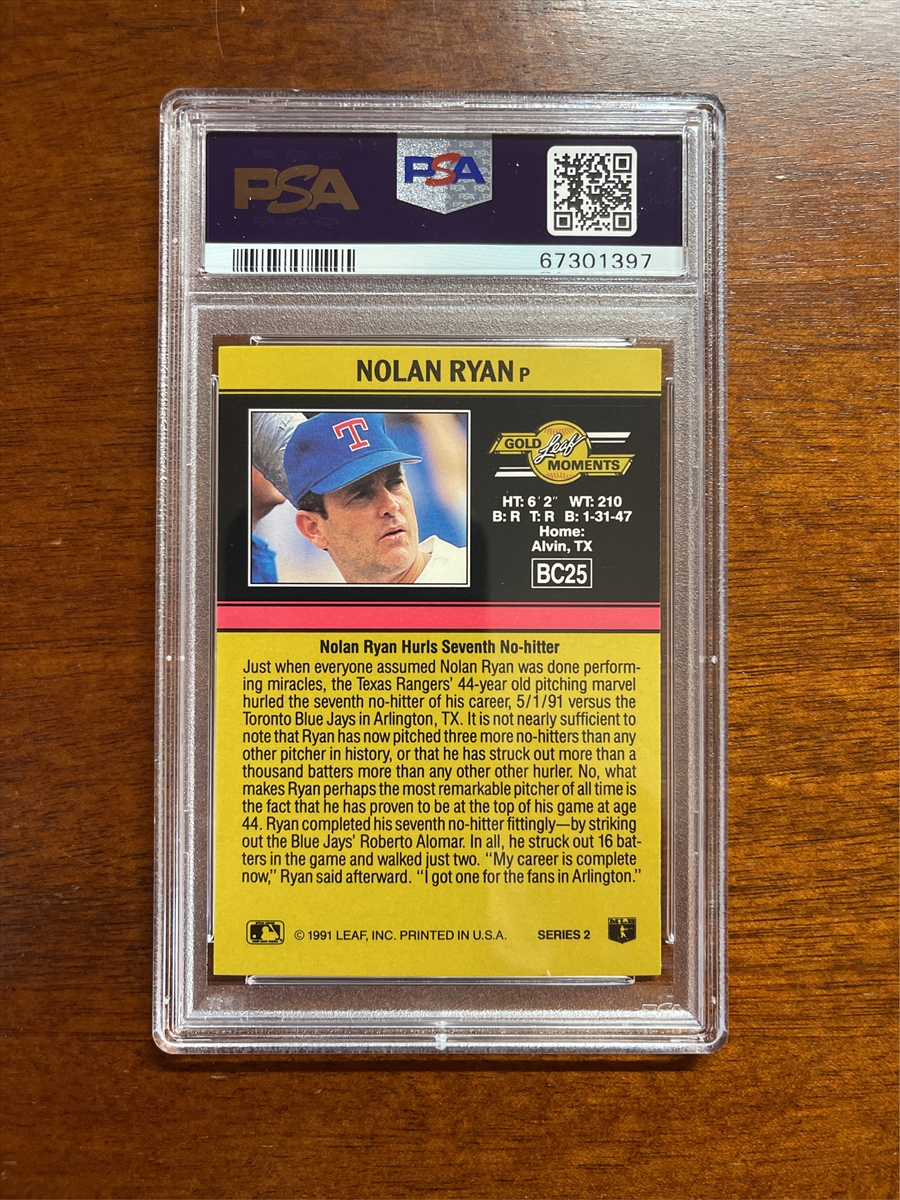 PSA
PSA
67301397
NOLAN RYAN P
T
GOLD Leaf MOMENTS
HT: 6' 2" WT: 210
B: R T: R B: 1-31-47
Home:
Alvin, TX
BC25
Nolan Ryan Hurls Seventh No-hitter
Just when everyone assumed Nolan Ryan was done perform-
ing miracles, the Texas Rangers' 44-year old pitching marvel
hurled the seventh no-hitter of his career, 5/1/91 versus the
Toronto Blue Jays in Arlington, TX. It is not nearly sufficient to
note that Ryan has now pitched three more no-hitters than any
other pitcher in history, or that he has struck out more than a
thousand batters more than any other other hurler. No, what
makes Ryan perhaps the most remarkable pitcher of all time is
the fact that he has proven to be at the top of his game at age
44. Ryan completed his seventh no-hitter fittingly—by striking
out the Blue Jays' Roberto Alomar. In all, he struck out 16 bat-
ters in the game and walked just two. "My career is complete
now," Ryan said afterward. "I got one for the fans in Arlington."
© 1991 LEAF, INC. PRINTED IN U.S.A. SERIES 2
PSA